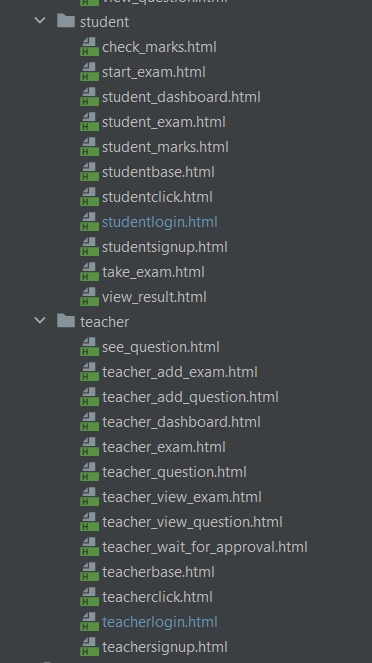 view_question.html
student
check_marks.html
start_exam.html
student_dashboard.html
student_exam.html
student_marks.html
studentbase.html
studentclick.html
studentlogin.html
studentsignup.html
take_exam.html
view_result.html
teacher
see_question.html
teacher_add_exam.html
teacher_add_question.html
teacher_dashboard.html
teacher_exam.html
teacher_question.html
teacher_view_exam.html
teacher_view_question.html
teacher_wait_for_approval.html
teacherbase.html
teacherclick.html
teacherlogin.html
teachersignup.html